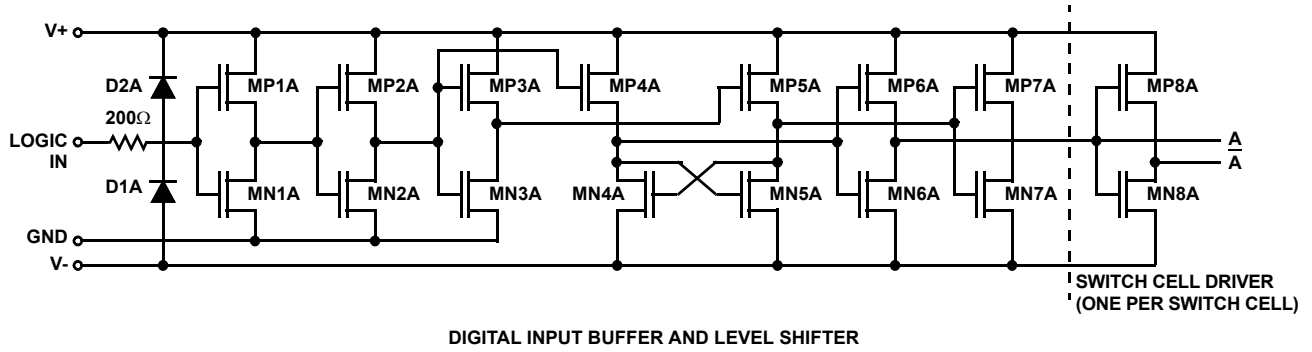 V+
D2A
MP1A
MP2A
MP3A
MP4A
MP5A
MP6A
MP7A
MP8A
200Ω
LOGIC
IN
A
A̅
D1A
MN1A
MN2A
MN3A
MN4A
MN5A
MN6A
MN7A
MN8A
GND
V-
SWITCH CELL DRIVER
(ONE PER SWITCH CELL)
DIGITAL INPUT BUFFER AND LEVEL SHIFTER